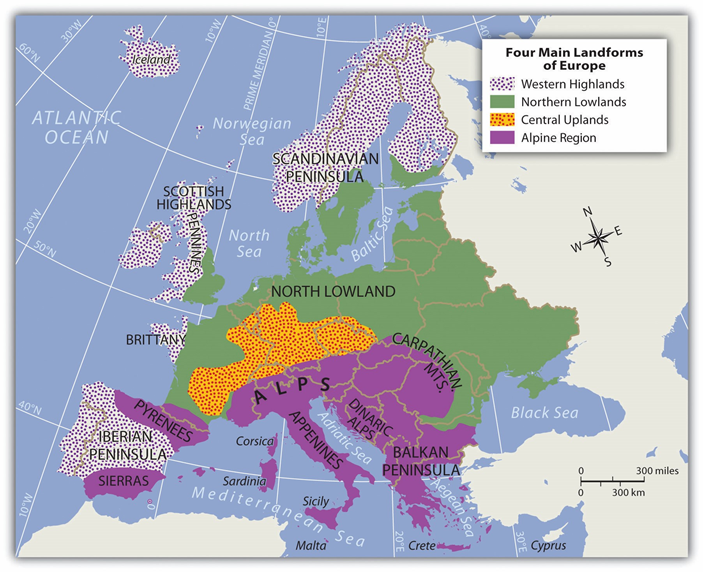 Four Main Landforms
of Europe
Western Highlands
Northern Lowlands
Central Uplands
Alpine Region
30°W
10°W
PRIME MERIDIAN 0°
10°E
40°
60°N
Iceland
ATLANTIC
OCEAN
Norwegian
Sea
SCANDINAVIAN
PENINSULA
SCOTTISH
HIGHLANDS
PENNINES
20°W
50°N
North
Sea
Baltic Sea
N
W
E
S
NORTH LOWLAND
BRITTANY
CARPATHIAN
MTS.
ALPS
40°N
PYRENEES
IBERIAN
PENINSULA
SIERRAS
Corsica
Sardinia
APPENINES
Adriatic Sea
DINARIC
ALPS
BALKAN
PENINSULA
Black Sea
Aegean Sea
0 300 miles
0 300 km
Mediterranean Sea
Sicily
Malta
Crete
Cyprus
10°W
0°
20°E
30°E